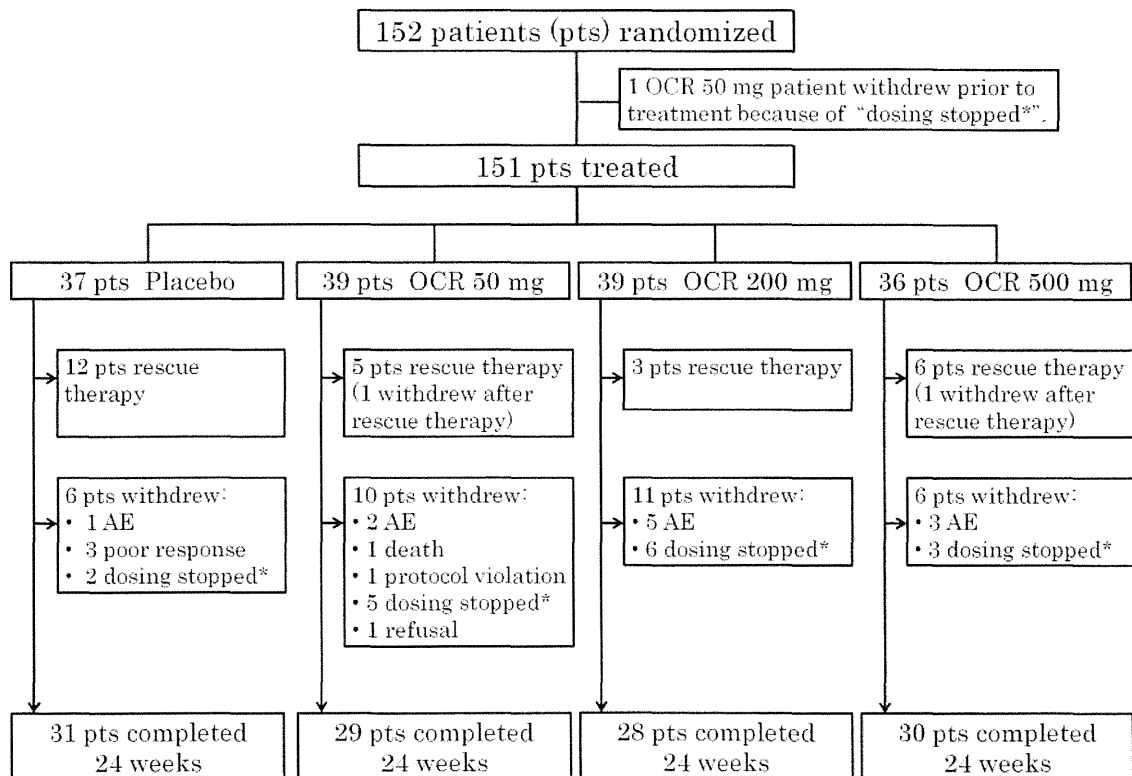 152 patients (pts) randomized
1 OCR 50 mg patient withdrew prior to
treatment because of "dosing stopped*".
151 pts treated
37 pts Placebo
39 pts OCR 50 mg
39 pts OCR 200 mg
36 pts OCR 500 mg
12 pts rescue
therapy
5 pts rescue therapy
(1 withdrew after
rescue therapy)
3 pts rescue therapy
6 pts rescue therapy
(1 withdrew after
rescue therapy)
6 pts withdrew:
• 1 AE
• 3 poor response
• 2 dosing stopped*
10 pts withdrew:
• 2 AE
• 1 death
• 1 protocol violation
• 5 dosing stopped*
• 1 refusal
11 pts withdrew:
• 5 AE
• 6 dosing stopped*
6 pts withdrew:
• 3 AE
• 3 dosing stopped*
31 pts completed
24 weeks
29 pts completed
24 weeks
28 pts completed
24 weeks
30 pts completed
24 weeks